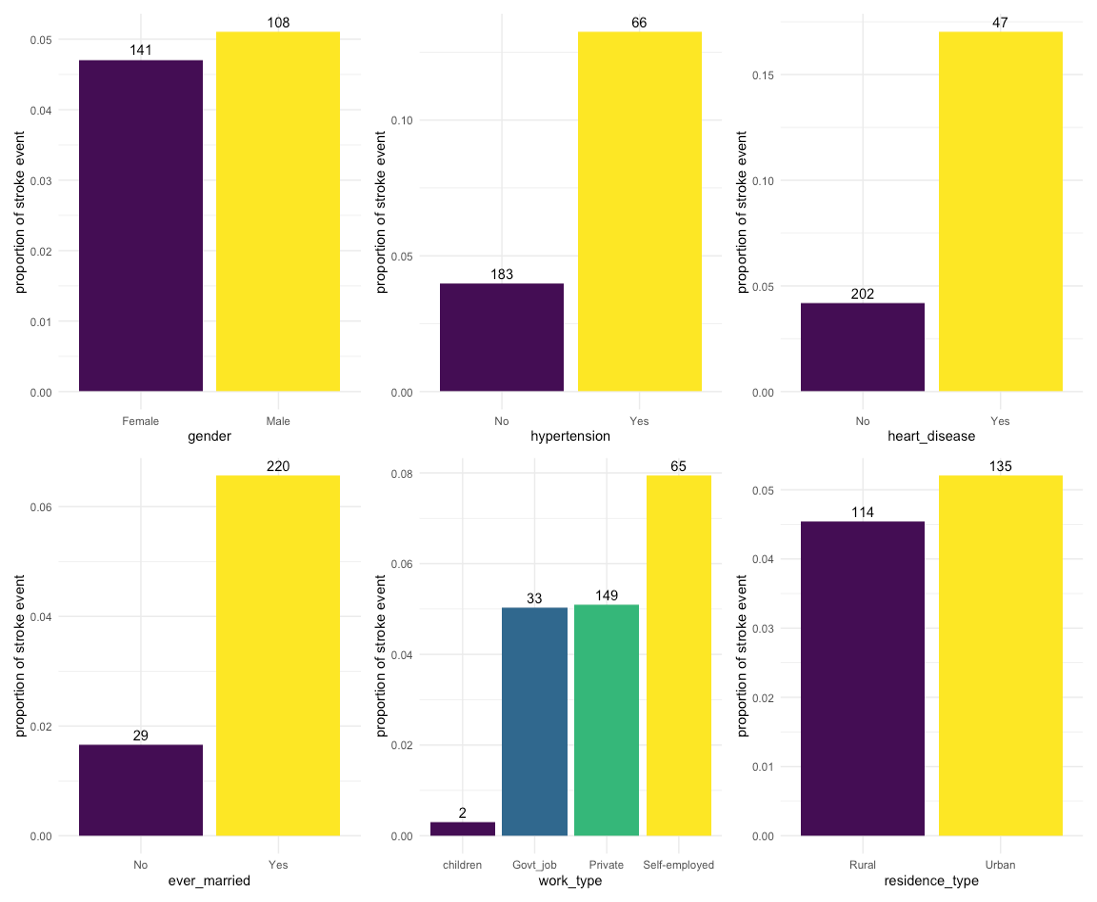 proportion of stroke event
0.05
0.04
0.03
0.02
0.01
0.00
141
108
Female
Male
gender
proportion of stroke event
0.10
0.05
0.00
183
66
No
Yes
hypertension
proportion of stroke event
0.15
0.10
0.05
0.00
202
47
No
Yes
heart_disease
proportion of stroke event
0.06
0.04
0.02
0.00
29
220
No
Yes
ever_married
proportion of stroke event
0.08
0.06
0.04
0.02
0.00
2
33
149
65
children
Govt_job
Private
Self-employed
work_type
proportion of stroke event
0.05
0.04
0.03
0.02
0.01
0.00
114
135
Rural
Urban
residence_type